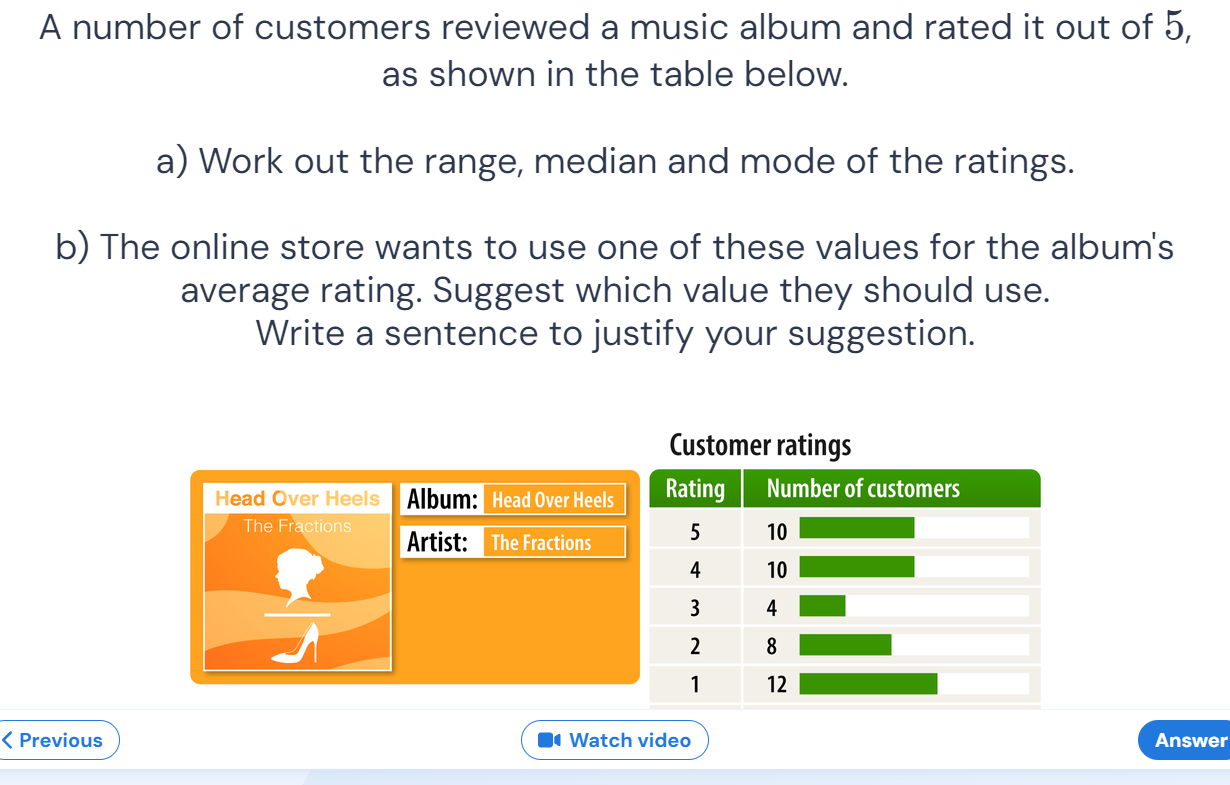 A number of customers reviewed a music album and rated it out of 5,
as shown in the table below.
a) Work out the range, median and mode of the ratings.
b) The online store wants to use one of these values for the album's
average rating. Suggest which value they should use.
Write a sentence to justify your suggestion.
Head Over Heels
The Fractions
Album: Head Over Heels
Artist: The Fractions
Customer ratings
Rating Number of customers
5 10
4 10
3 4
2 8
1 12
Previous
Watch video
Answer